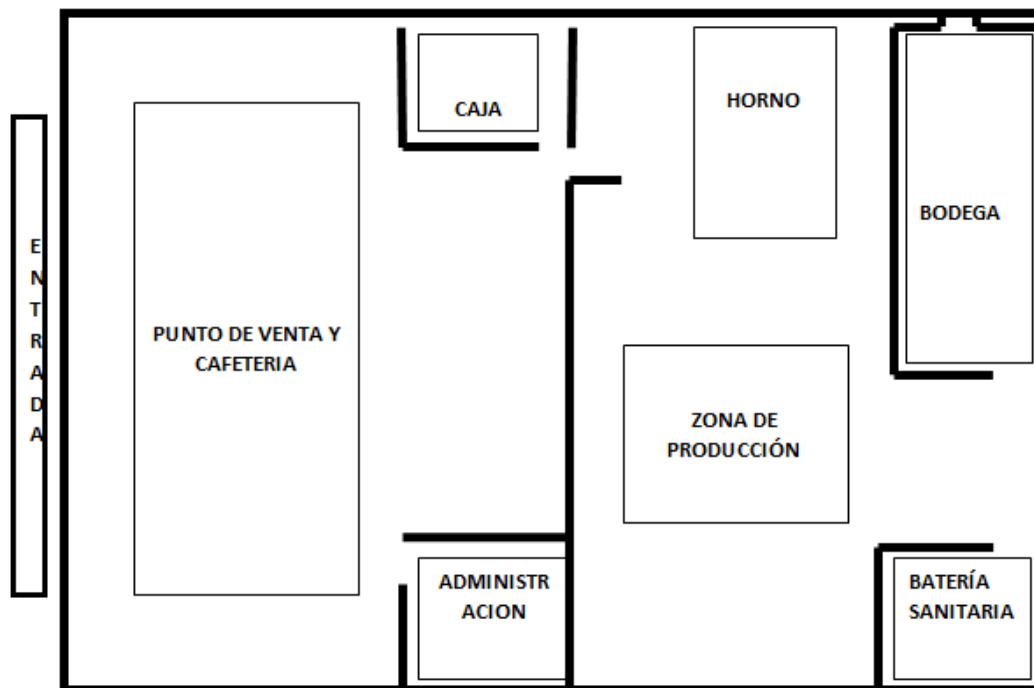 CAJA
HORNO
BODEGA
E
N
T
R
A
D
A
PUNTO DE VENTA Y
CAFETERIA
ZONA DE
PRODUCCIÓN
ADMINISTR
ACION
BATERÍA
SANITARIA